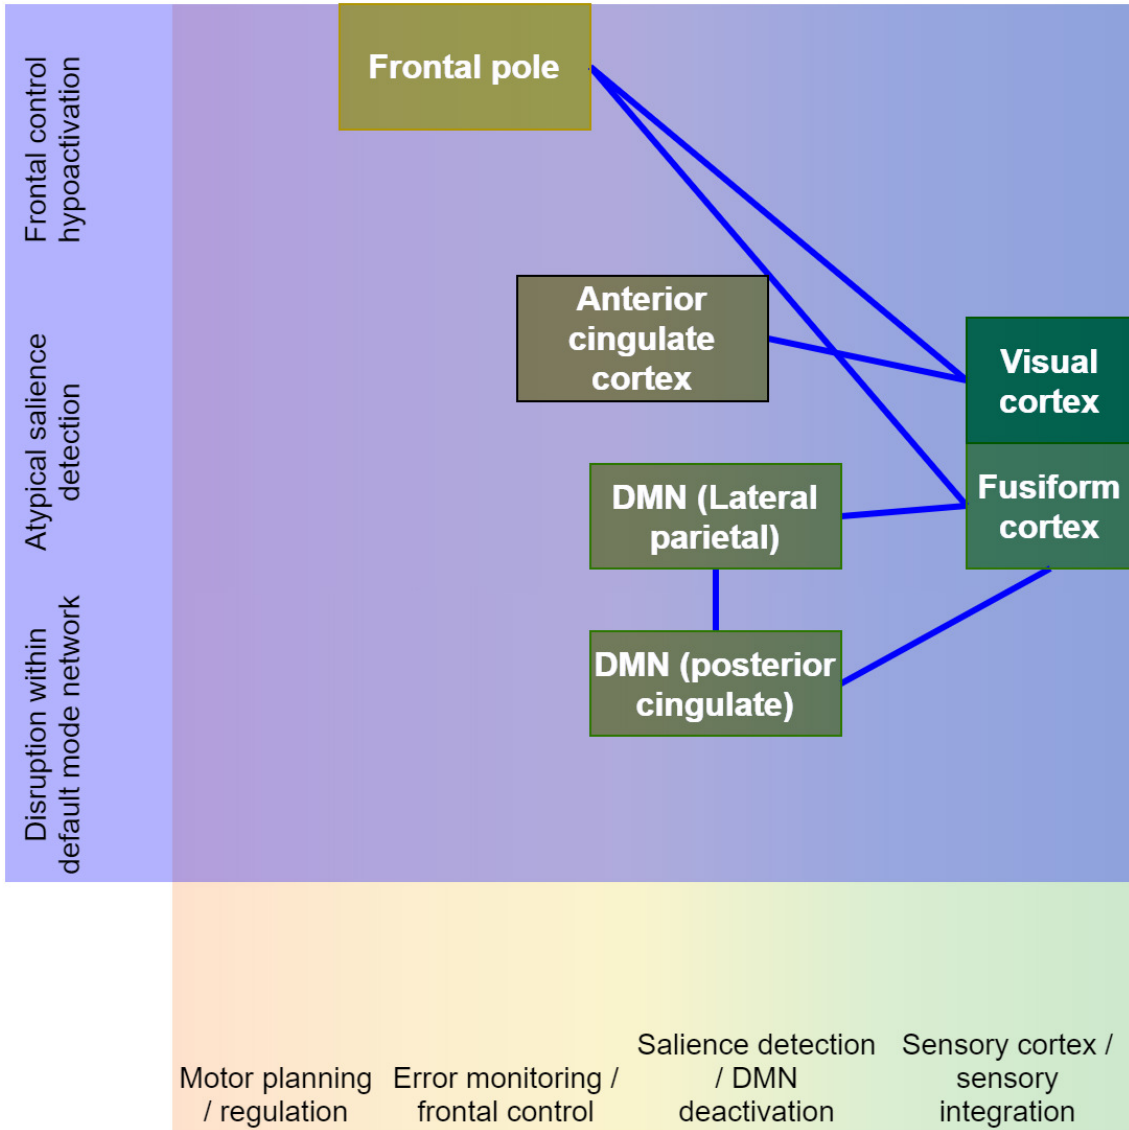 Frontal control
hypoactivation
Atypical salience
detection
Disruption within
default mode network
Frontal pole
Anterior
cingulate
cortex
Visual
cortex
Fusiform
cortex
DMN (Lateral
parietal)
DMN (posterior
cingulate)
Motor planning
/ regulation
Error monitoring /
frontal control
Salience detection
/ DMN
deactivation
Sensory cortex /
sensory
integration